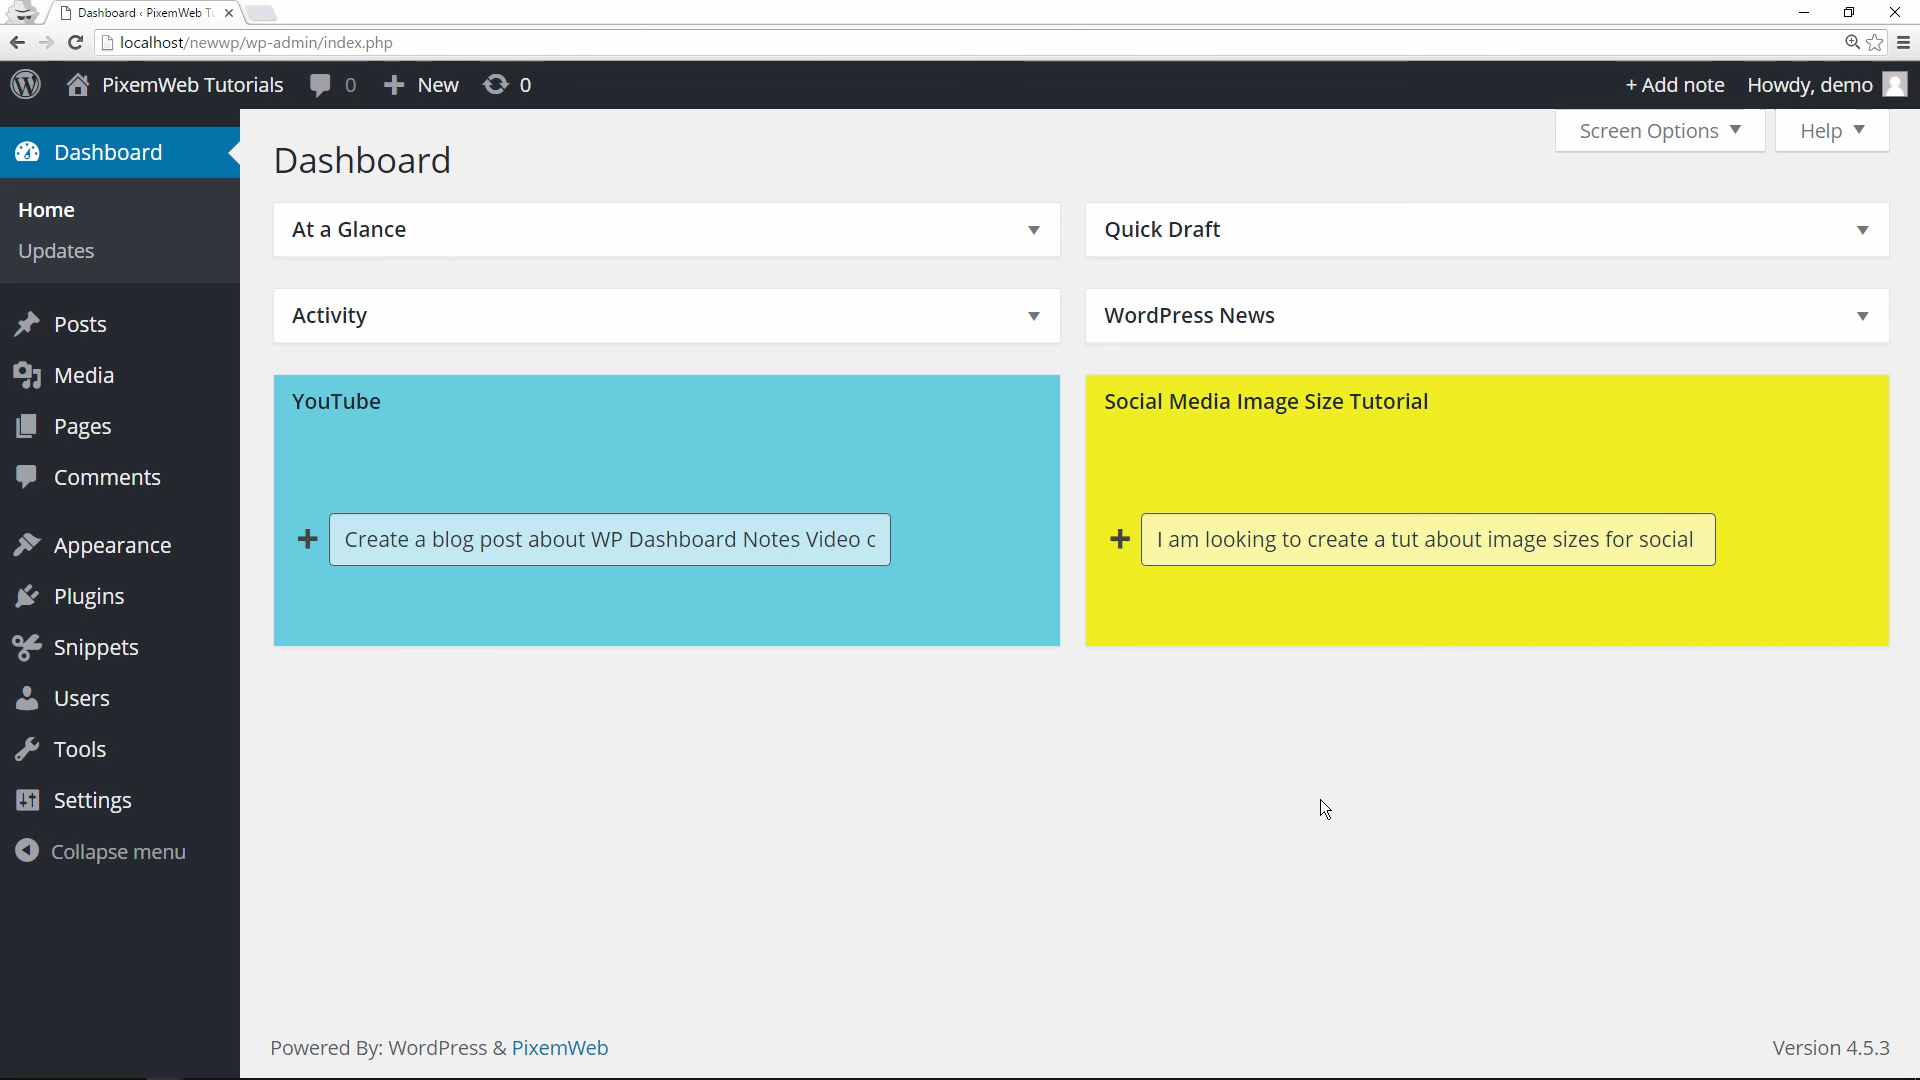 Dashboard ‹ PixemWeb T
localhost/newwp/wp-admin/index.php
PixemWeb Tutorials 0 New 0 + Add note Howdy, demo
Screen Options Help
Dashboard
Home
Updates
Posts
Media
Pages
Comments
Appearance
Plugins
Snippets
Users
Tools
Settings
Collapse menu
Dashboard
At a Glance
Quick Draft
Activity
WordPress News
YouTube
Create a blog post about WP Dashboard Notes Video c
Social Media Image Size Tutorial
I am looking to create a tut about image sizes for social
Powered By: WordPress & PixemWeb
Version 4.5.3